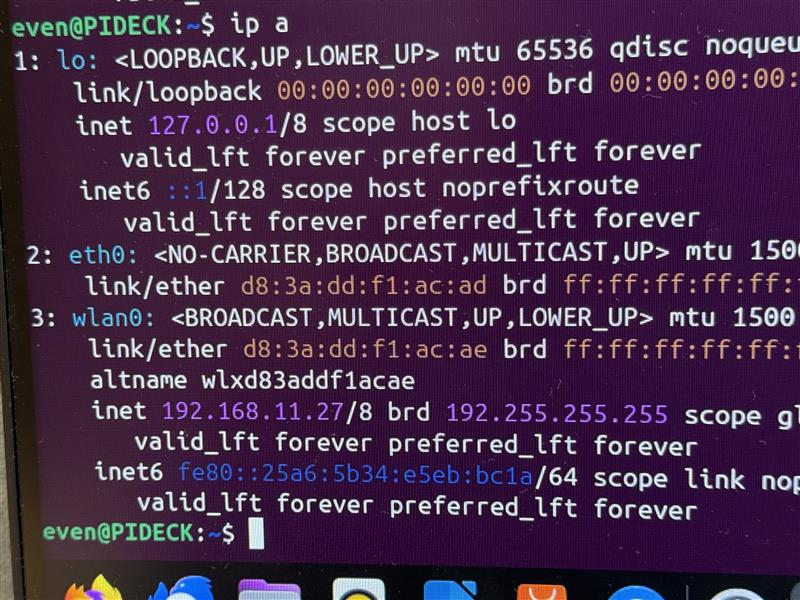 even@PIDECK:~$ ip a
1: lo: <LOOPBACK,UP,LOWER_UP> mtu 65536 qdisc noqueu
link/loopback 00:00:00:00:00:00 brd 00:00:00:00:
inet 127.0.0.1/8 scope host lo
valid_lft forever preferred_lft forever
inet6 ::1/128 scope host noprefixroute
valid_lft forever preferred_lft forever
2: eth0: <NO-CARRIER,BROADCAST,MULTICAST,UP> mtu 1500
link/ether d8:3a:dd:f1:ac:ad brd ff:ff:ff:ff:ff:
3: wlan0: <BROADCAST,MULTICAST,UP,LOWER_UP> mtu 1500
link/ether d8:3a:dd:f1:ac:ae brd ff:ff:ff:ff:ff:f
altname wlxd83addf1acae
inet 192.168.11.27/8 brd 192.255.255.255 scope gl
valid_lft forever preferred_lft forever
inet6 fe80::25a6:5b34:e5eb:bc1a/64 scope link nop
valid_lft forever preferred_lft forever
even@PIDECK:~$